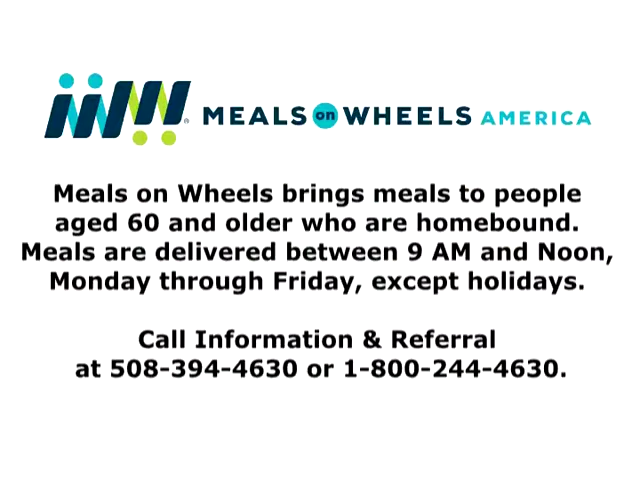 MEALS on WHEELS AMERICA
Meals on Wheels brings meals to people
aged 60 and older who are homebound.
Meals are delivered between 9 AM and Noon,
Monday through Friday, except holidays.
Call Information & Referral
at 508-394-4630 or 1-800-244-4630.